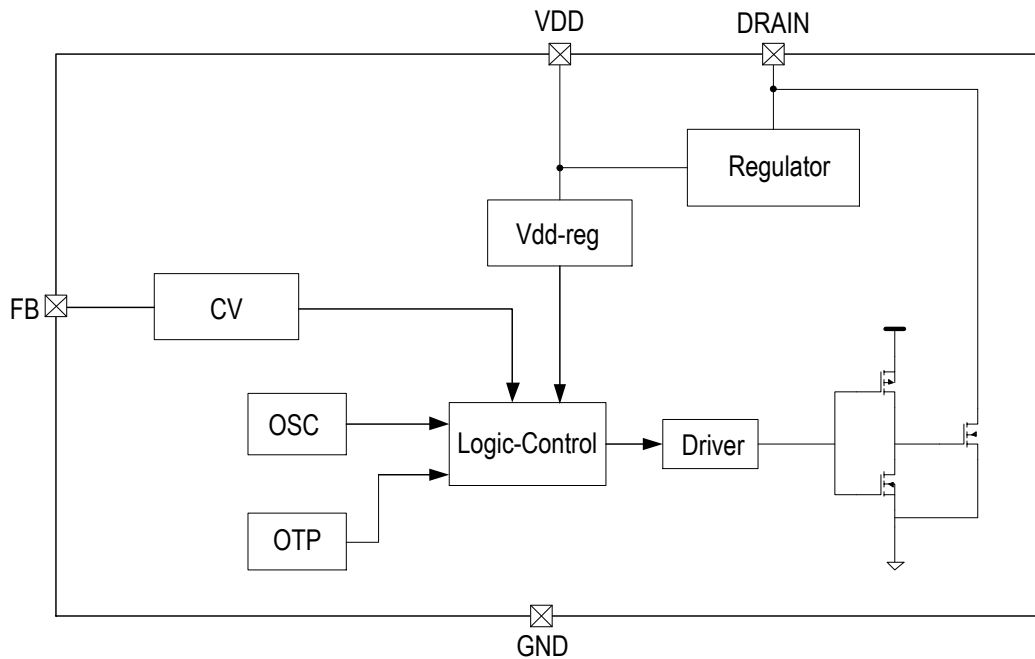 VDD
DRAIN
Regulator
Vdd-reg
FB
CV
OSC
Logic-Control
Driver
OTP
GND